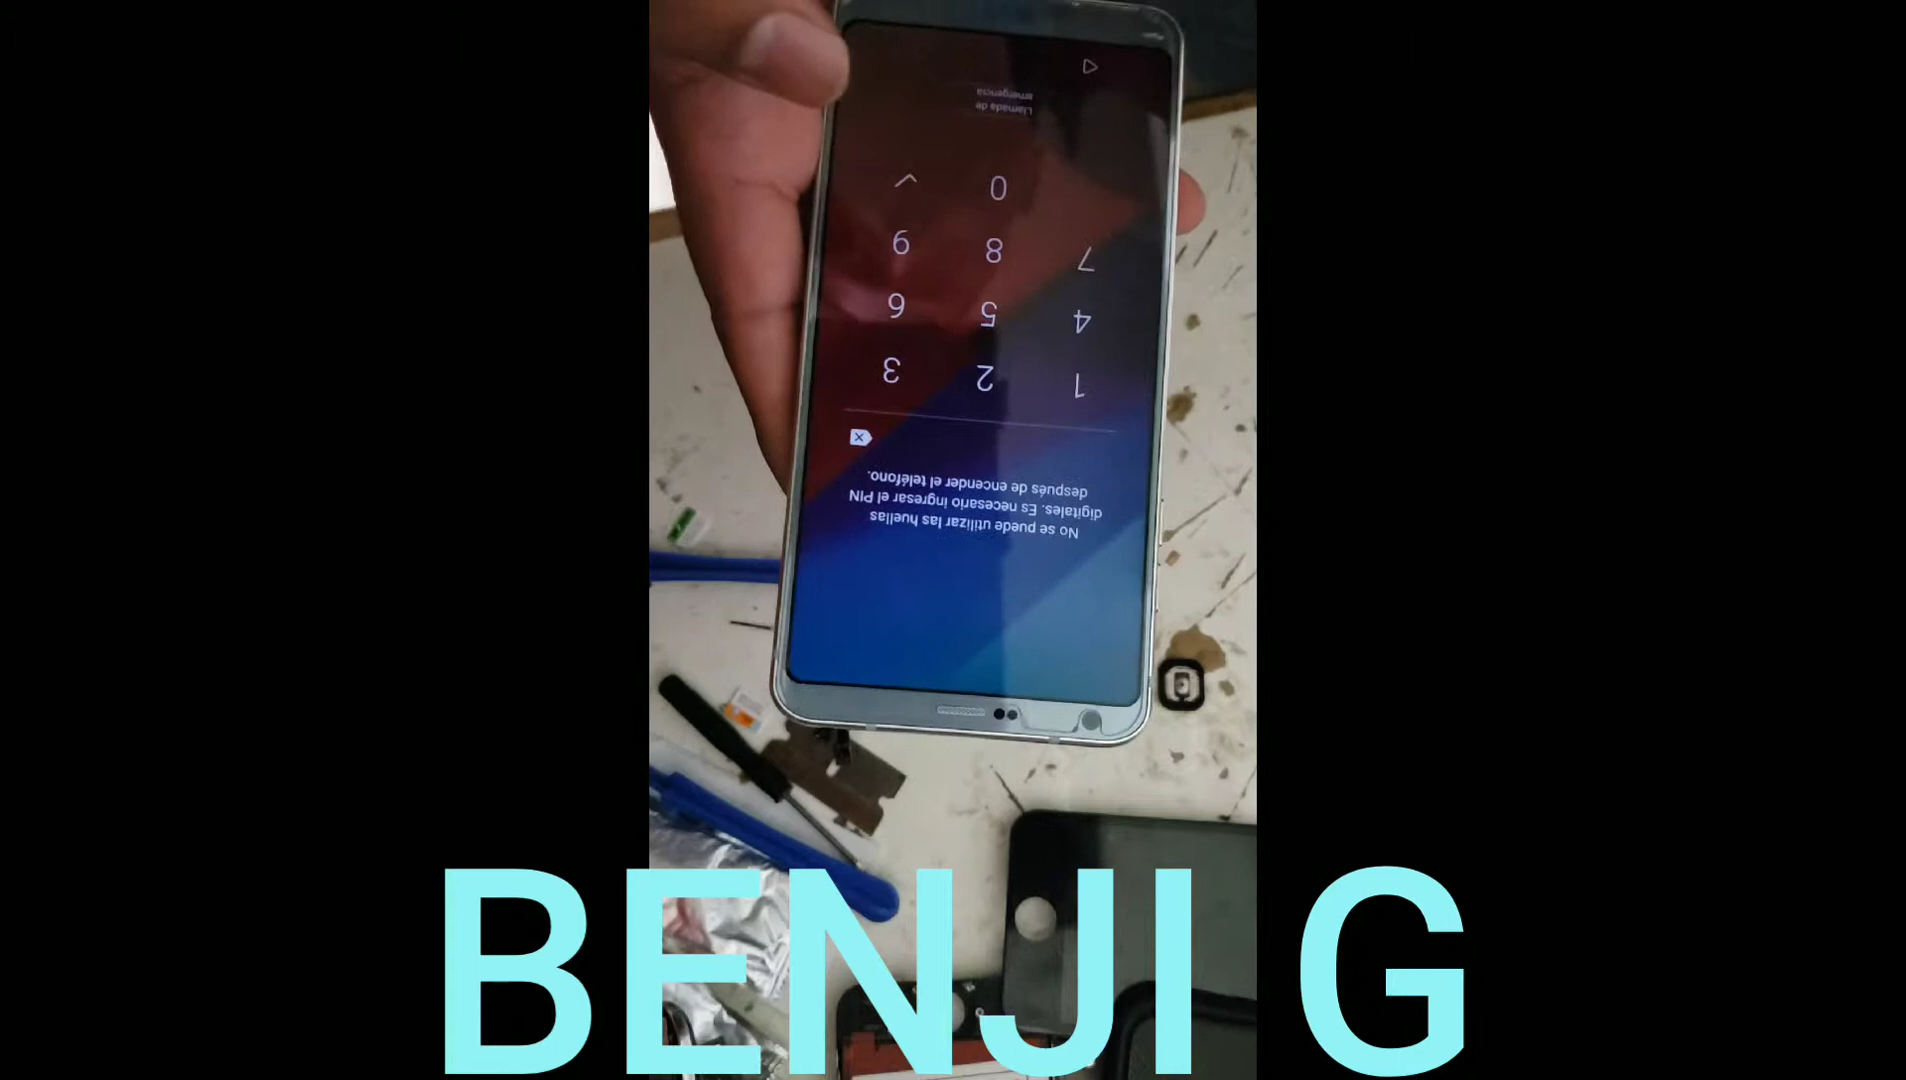 No se puede utilizar las huellas
digitales. Es necesario ingresar el PIN
después de encender el teléfono.
1 2 3
4 5 6
7 8 9
0
Llamada de
emergencia
BENJI G